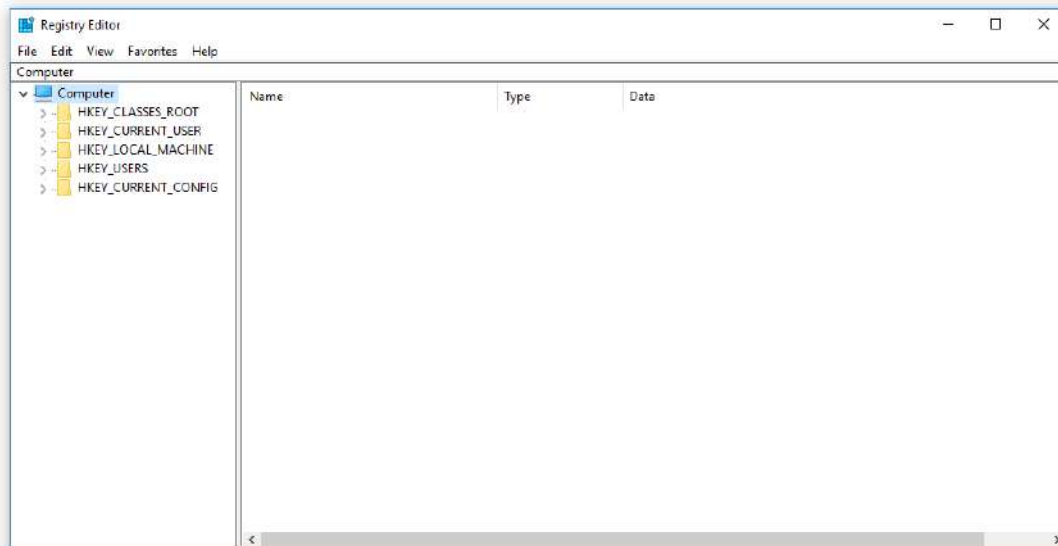 Registry Editor
File Edit View Favorites Help
Computer
Computer
HKEY_CLASSES_ROOT
HKEY_CURRENT_USER
HKEY_LOCAL_MACHINE
HKEY_USERS
HKEY_CURRENT_CONFIG
Name Type Data